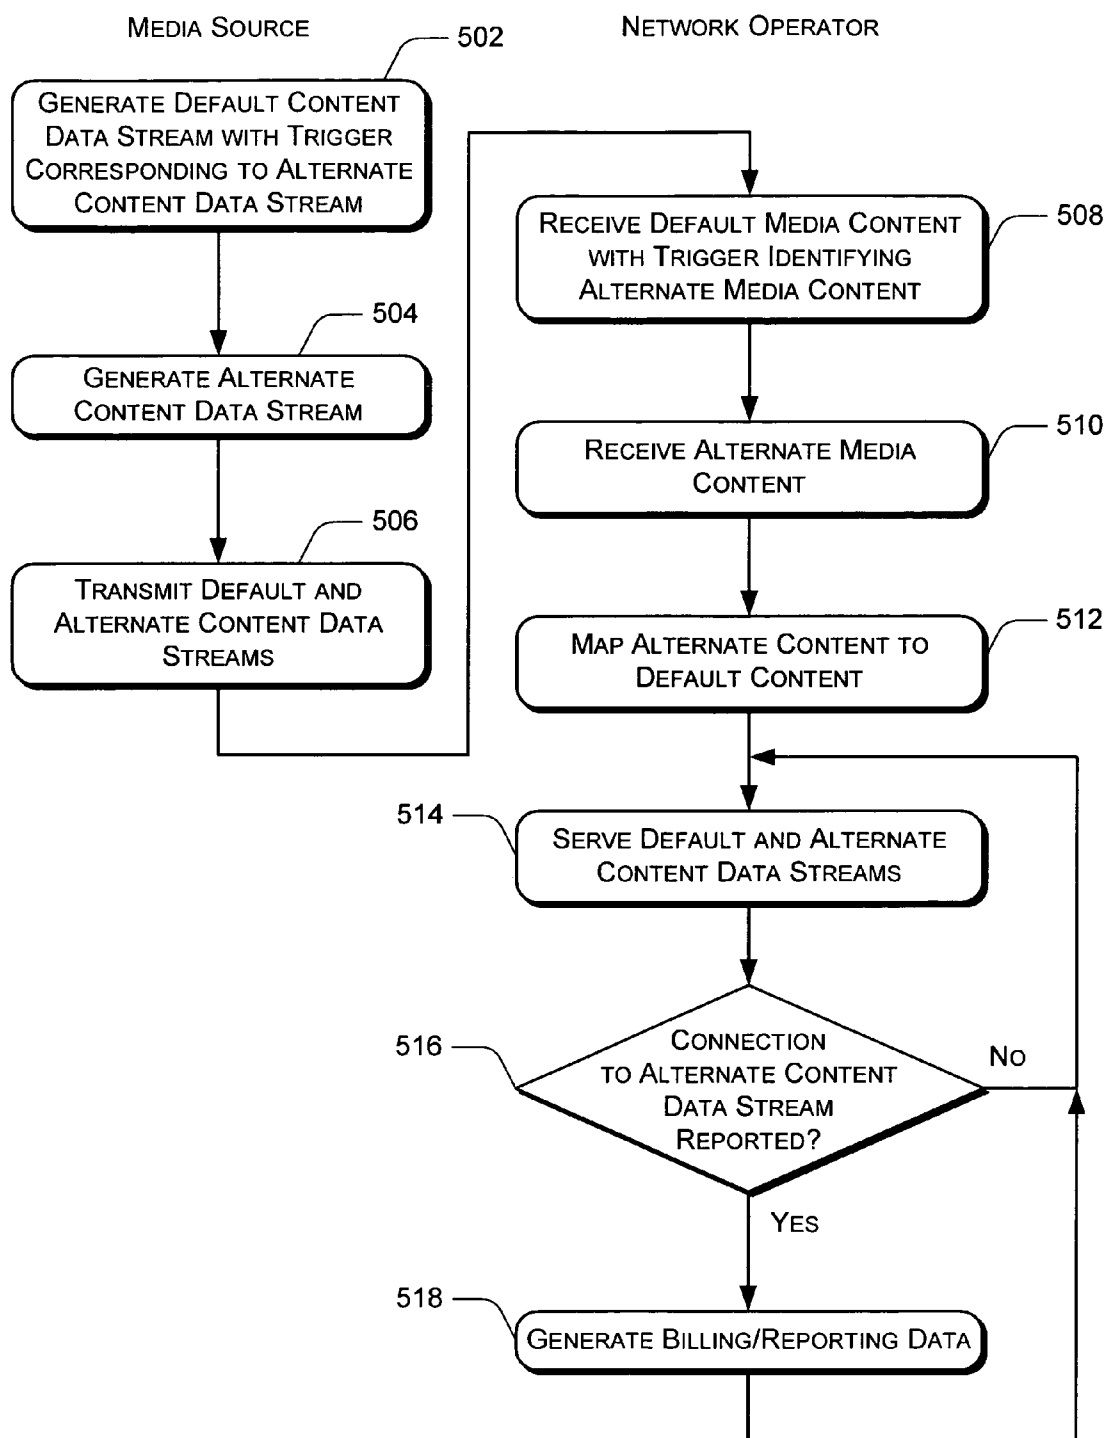 MEDIA SOURCE
502
GENERATE DEFAULT CONTENT
DATA STREAM WITH TRIGGER
CORRESPONDING TO ALTERNATE
CONTENT DATA STREAM
504
GENERATE ALTERNATE
CONTENT DATA STREAM
506
TRANSMIT DEFAULT AND
ALTERNATE CONTENT DATA
STREAMS
NETWORK OPERATOR
508
RECEIVE DEFAULT MEDIA CONTENT
WITH TRIGGER IDENTIFYING
ALTERNATE MEDIA CONTENT
510
RECEIVE ALTERNATE MEDIA
CONTENT
512
MAP ALTERNATE CONTENT TO
DEFAULT CONTENT
514
SERVE DEFAULT AND ALTERNATE
CONTENT DATA STREAMS
516
CONNECTION
TO ALTERNATE CONTENT
DATA STREAM
REPORTED?
NO
YES
518
GENERATE BILLING/REPORTING DATA